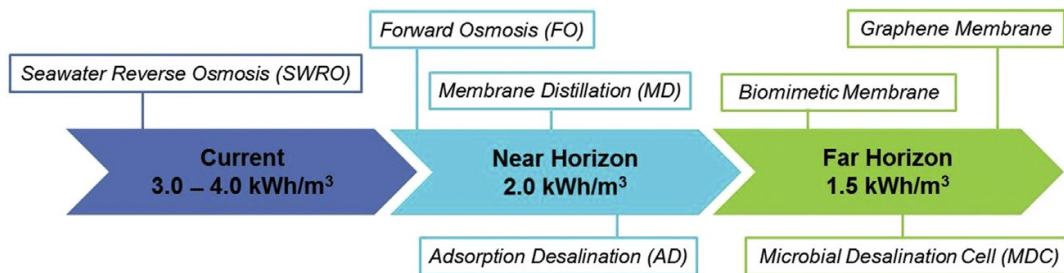 Graphene Membrane
Forward Osmosis (FO)
Seawater Reverse Osmosis (SWRO)
Membrane Distillation (MD)
Biomimetic Membrane
Current
3.0 – 4.0 kWh/m³
Near Horizon
2.0 kWh/m³
Far Horizon
1.5 kWh/m³
Adsorption Desalination (AD)
Microbial Desalination Cell (MDC)